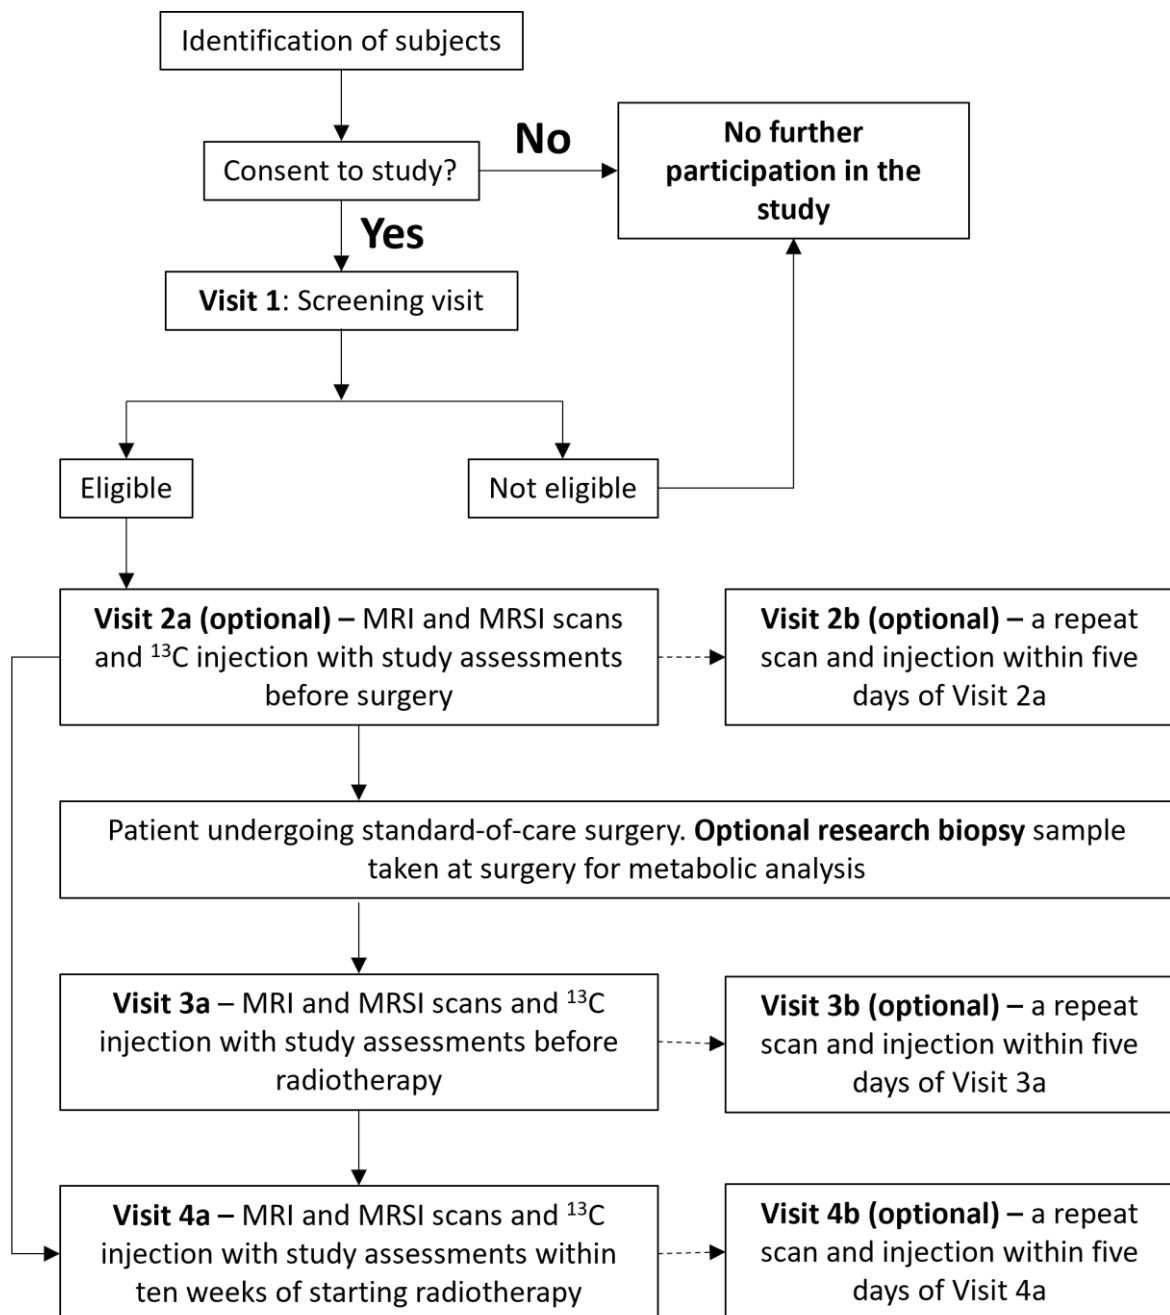 Identification of subjects
Consent to study?
No
No further
participation in the
study
Yes
Visit 1: Screening visit
Eligible
Not eligible
Visit 2a (optional) – MRI and MRSI scans
and ¹³C injection with study assessments
before surgery
Visit 2b (optional) – a repeat
scan and injection within five
days of Visit 2a
Patient undergoing standard-of-care surgery. Optional research biopsy sample
taken at surgery for metabolic analysis
Visit 3a – MRI and MRSI scans and ¹³C
injection with study assessments before
radiotherapy
Visit 3b (optional) – a repeat
scan and injection within five
days of Visit 3a
Visit 4a – MRI and MRSI scans and ¹³C
injection with study assessments within
ten weeks of starting radiotherapy
Visit 4b (optional) – a repeat
scan and injection within five
days of Visit 4a